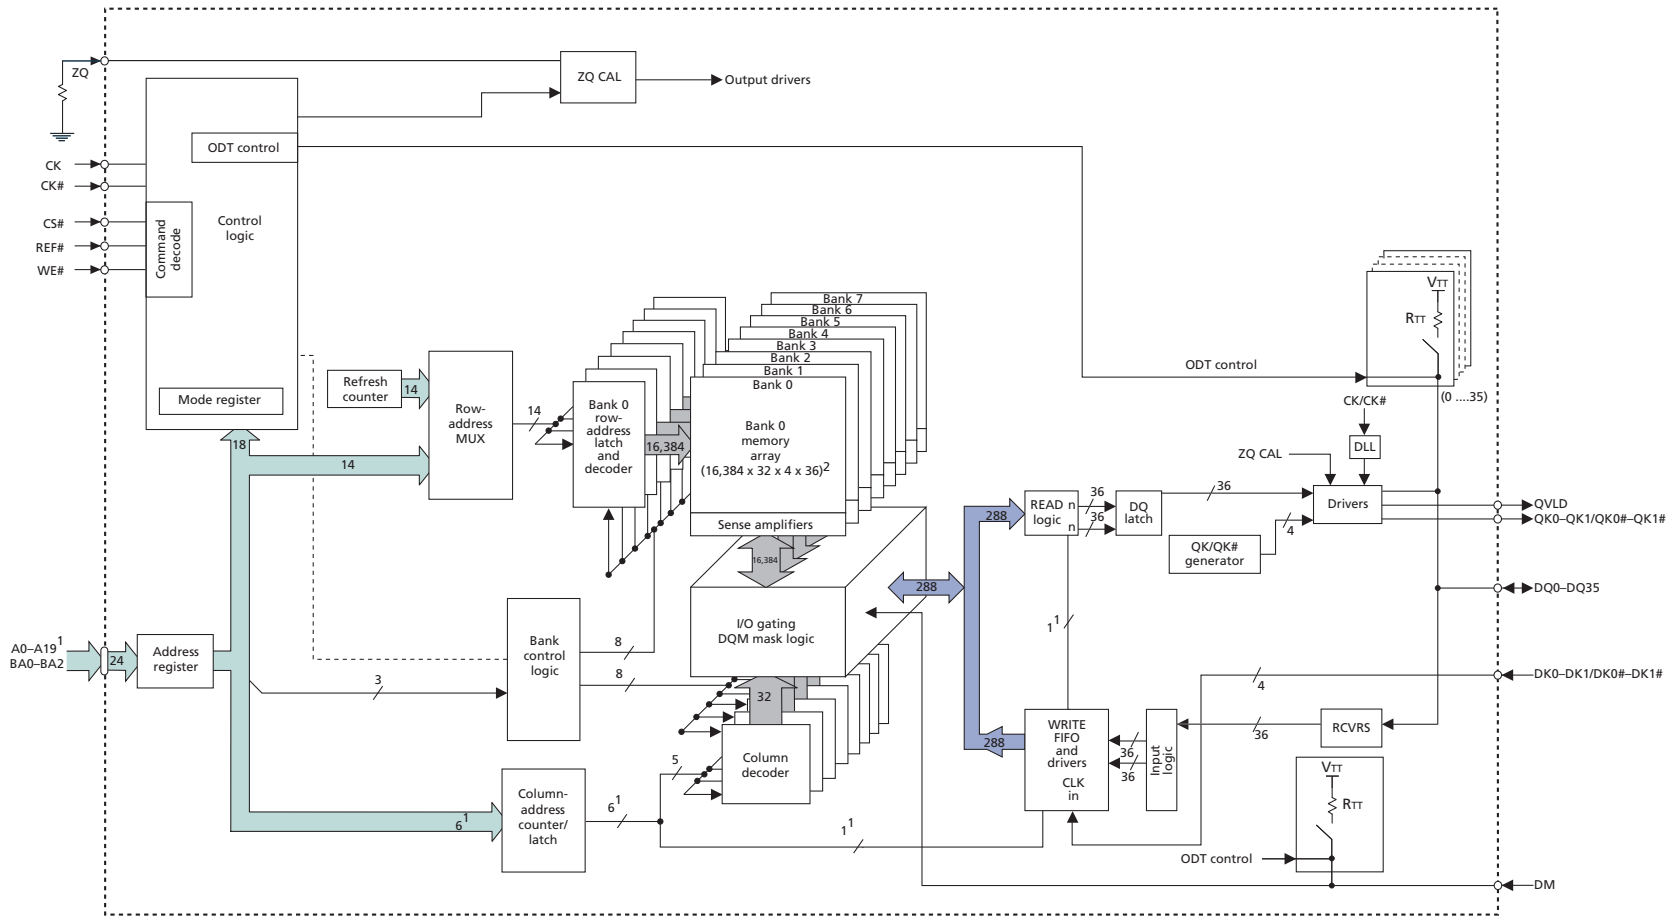 ZQ
ZQ CAL
Output drivers
ODT control
CK
CK#
CS#
REF#
WE#
Command
decode
Control
logic
Mode register
18
14
Refresh
counter
14
Row-
address
MUX
14
Bank 0
row-
address
latch
and
decoder
16,384
Bank 7
Bank 6
Bank 5
Bank 4
Bank 3
Bank 2
Bank 1
Bank 0
Bank 0
memory
array
(16,384 x 32 x 4 x 36)2
Sense amplifiers
16,384
I/O gating
DQM mask logic
32
Column
decoder
A0–A191
BA0–BA2
24
Address
register
3
Bank
control
logic
8
8
5
Column-
address
counter/
latch
61
61
11
288
288
288
READ
logic
n
n
36
36
DQ
latch
36
11
QK/QK#
generator
4
ZQ CAL
CK/CK#
DLL
Drivers
ODT control
VTT
RTT
(0 ....35)
QVLD
QK0–QK1/QK0#–QK1#
DQ0–DQ35
DK0–DK1/DK0#–DK1#
4
WRITE
FIFO
and
drivers
CLK
in
36
36
Input
logic
36
RCVRS
VTT
RTT
ODT control
DM